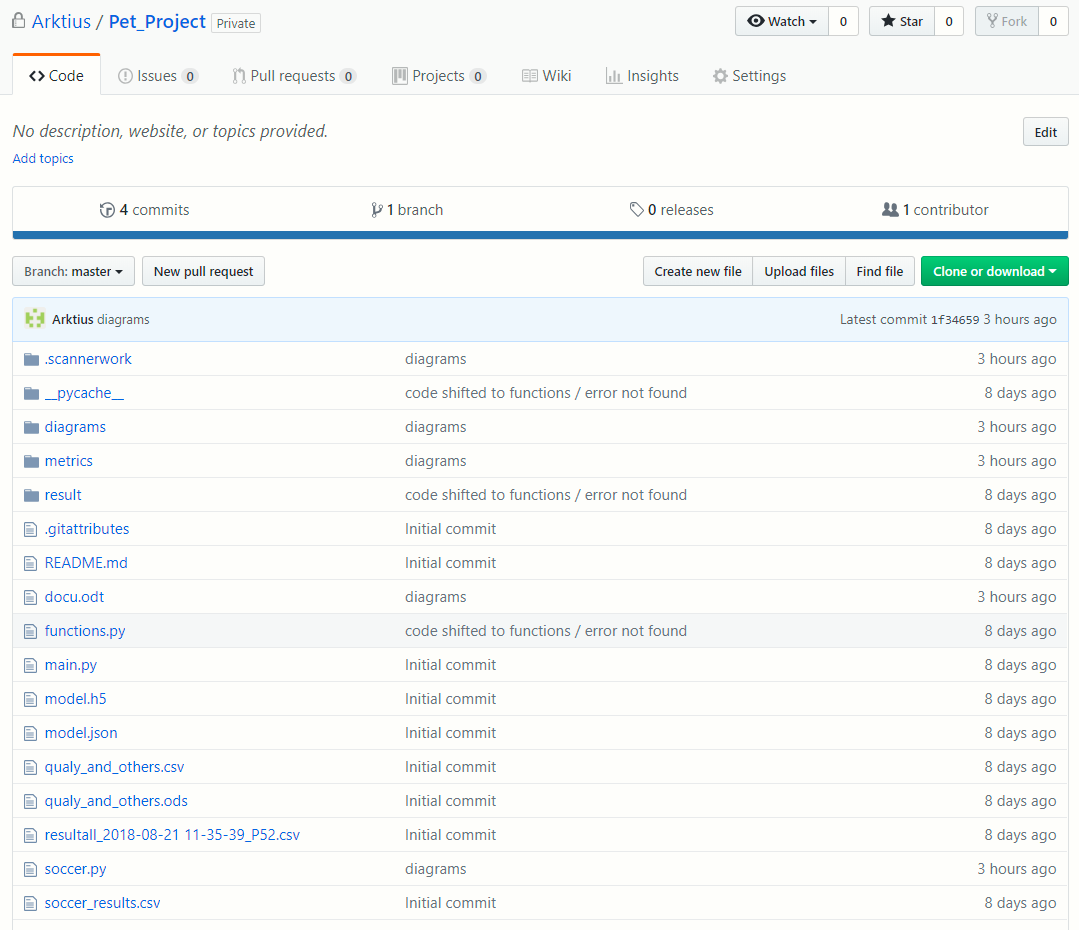 Arktius / Pet_Project Private Watch 0 Star 0 Fork 0
Code Issues 0 Pull requests 0 Projects 0 Wiki Insights Settings
No description, website, or topics provided. Edit
Add topics
4 commits 1 branch 0 releases 1 contributor
Branch: master New pull request Create new file Upload files Find file Clone or download
Arktius diagrams Latest commit 1f34659 3 hours ago
.scannerwork diagrams 3 hours ago
__pycache__ code shifted to functions / error not found 8 days ago
diagrams diagrams 3 hours ago
metrics diagrams 3 hours ago
result code shifted to functions / error not found 8 days ago
.gitattributes Initial commit 8 days ago
README.md Initial commit 8 days ago
docu.odt diagrams 3 hours ago
functions.py code shifted to functions / error not found 8 days ago
main.py Initial commit 8 days ago
model.h5 Initial commit 8 days ago
model.json Initial commit 8 days ago
qualy_and_others.csv Initial commit 8 days ago
qualy_and_others.ods Initial commit 8 days ago
resultall_2018-08-21 11-35-39_P52.csv Initial commit 8 days ago
soccer.py diagrams 3 hours ago
soccer_results.csv Initial commit 8 days ago